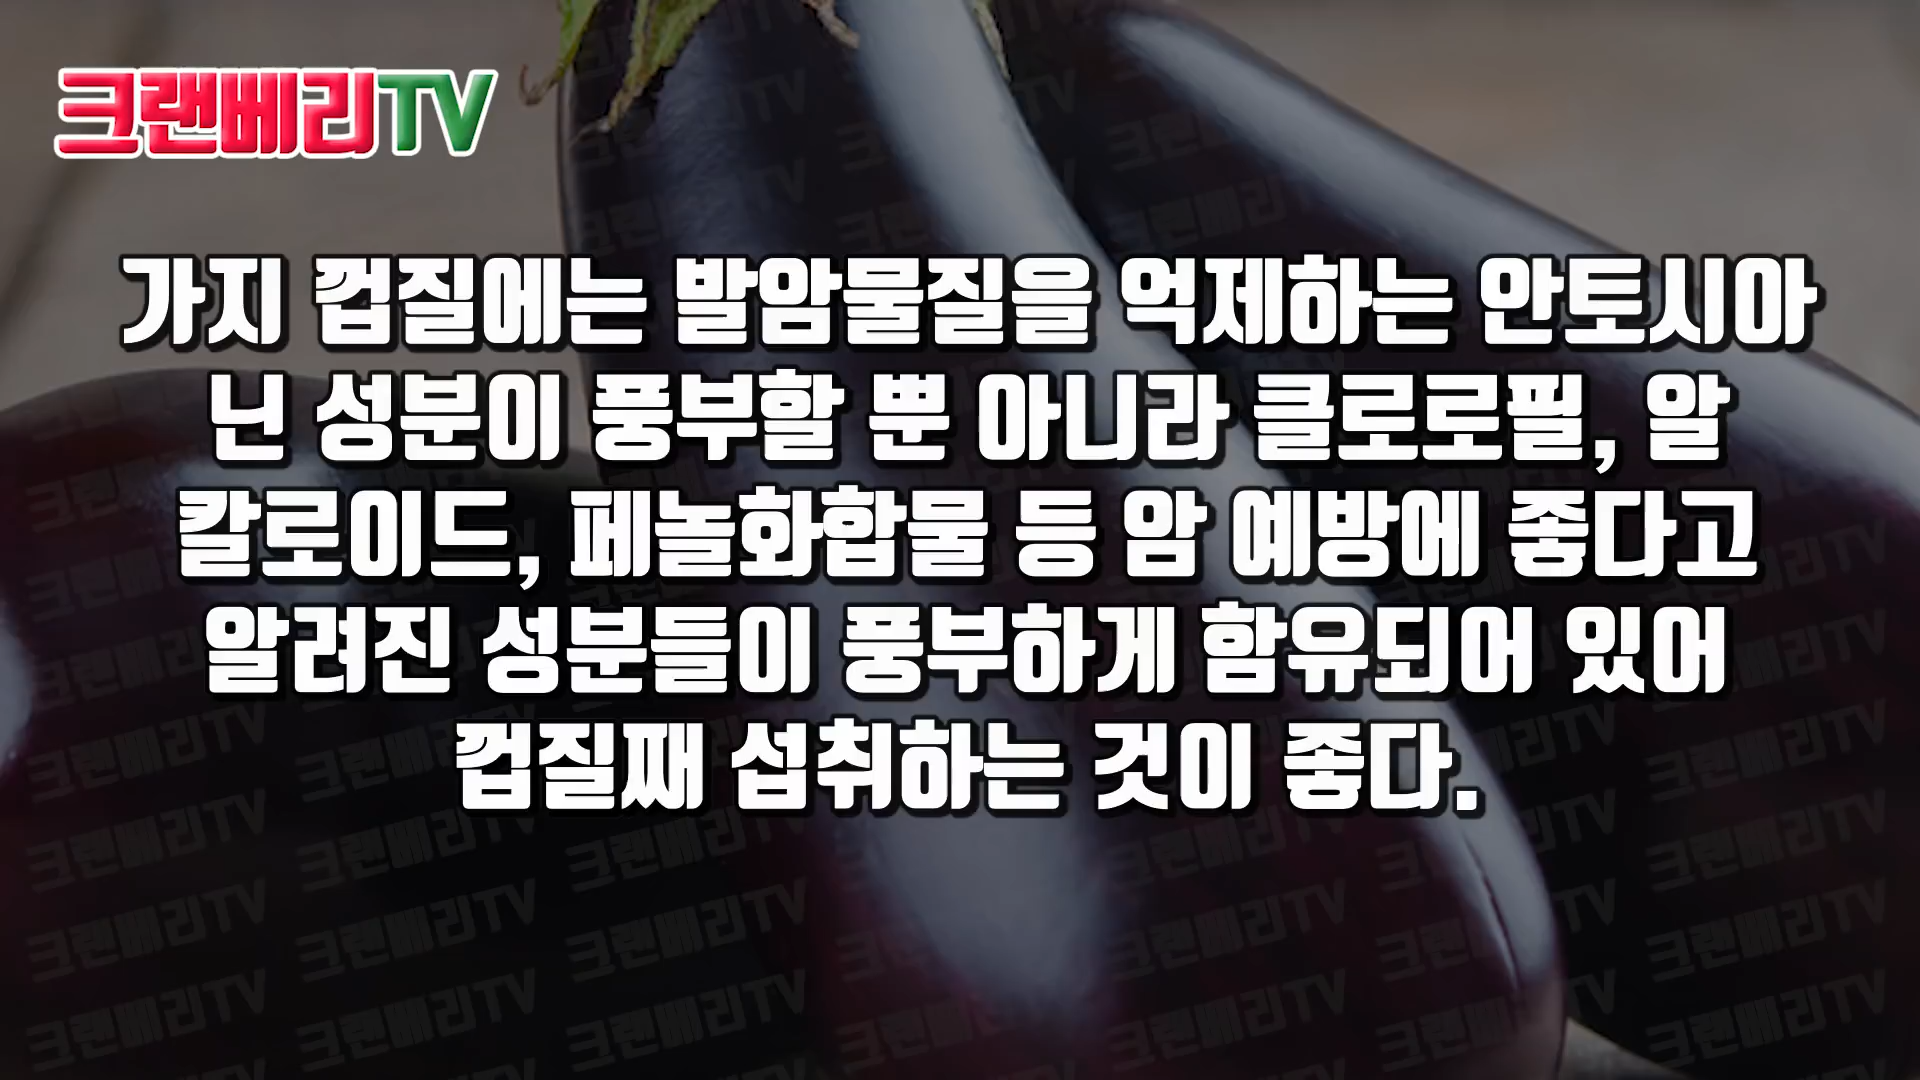 크랜베리TV
가지 껍질에는 발암물질을 억제하는 안토시아
닌 성분이 풍부할 뿐 아니라 클로로필, 알
칼로이드, 페놀화합물 등 암 예방에 좋다고
알려진 성분들이 풍부하게 함유되어 있어
껍질째 섭취하는 것이 좋다.